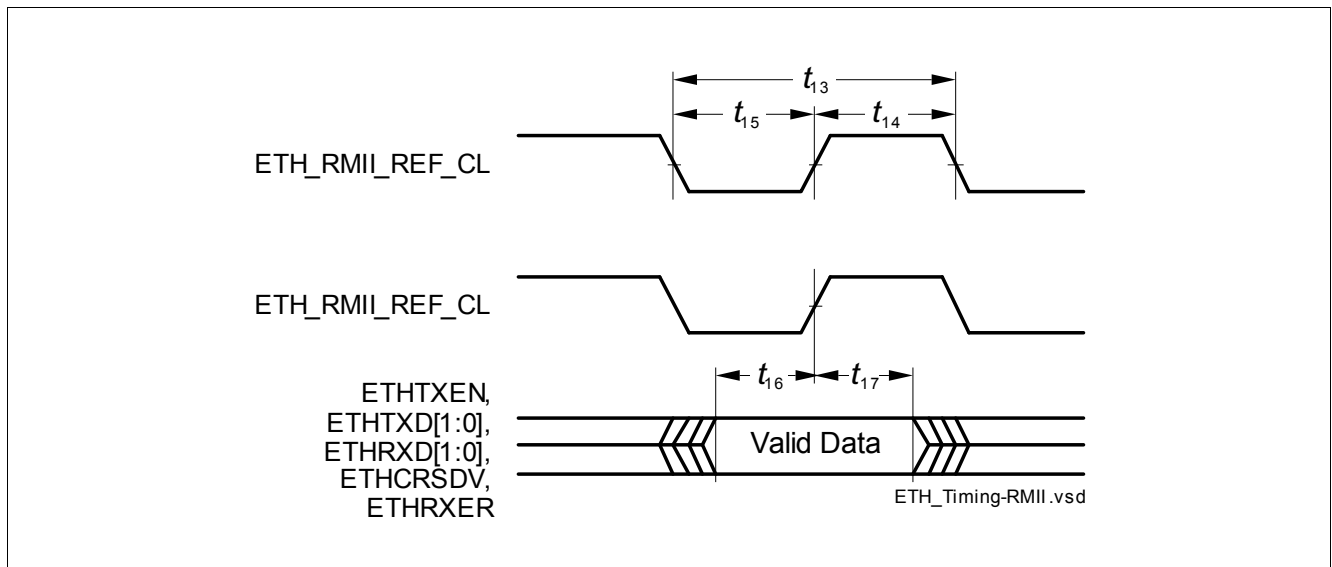 t13
t15 t14
ETH_RMII_REF_CL
ETH_RMII_REF_CL
t16 t17
ETHTXEN,
ETHTXD[1:0],
ETHRXD[1:0],
ETHCRSDV,
ETHRXER
Valid Data
ETH_Timing-RMII.vsd